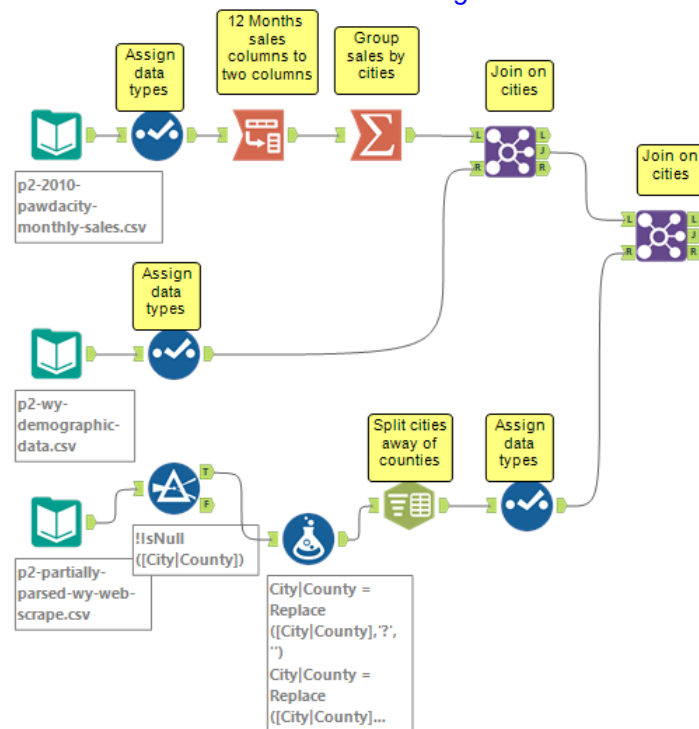 12 Months
sales
columns to
two columns
Assign
data
types
Group
sales by
cities
Join on
cities
L
R
L
J
R
p2-2010-
pawdacity-
monthly-sales.csv
Join on
cities
L
R
L
J
R
Assign
data
types
p2-wy-
demographic-
data.csv
Split cities
away of
counties
Assign
data
types
T
F
!IsNull
([City|County])
p2-partially-
parsed-wy-web-
scrape.csv
City|County =
Replace
([City|County],'?',
'')
City|County =
Replace
([City|County]...